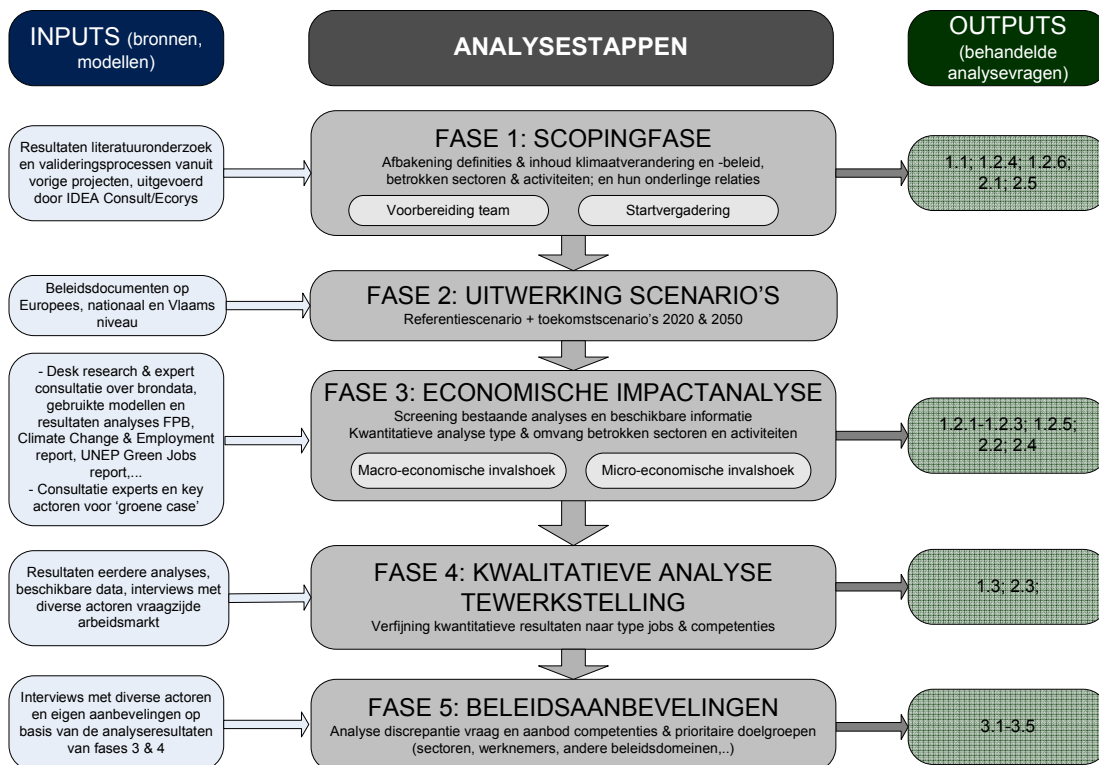 INPUTS (bronnen,
modellen)
ANALYSESTAPPEN
OUTPUTS
(behandelde
analysevragen)
Resultaten literatuuronderzoek
en valideringsprocessen vanuit
vorige projecten, uitgevoerd
door IDEA Consult/Ecorys
FASE 1: SCOPINGFASE
Afbakening definities & inhoud klimaatverandering en -beleid,
betrokken sectoren & activiteiten; en hun onderlinge relaties
Voorbereiding team
Startvergadering
1.1; 1.2.4; 1.2.6;
2.1; 2.5
Beleidsdocumenten op
Europees, nationaal en Vlaams
niveau
FASE 2: UITWERKING SCENARIO’S
Referentiescenario + toekomstscenario’s 2020 & 2050
- Desk research & expert
consultatie over brondata,
gebruikte modellen en
resultaten analyses FPB,
Climate Change & Employment
report, UNEP Green Jobs
report,...
- Consultatie experts en key
actoren voor ‘groene case’
FASE 3: ECONOMISCHE IMPACTANALYSE
Screening bestaande analyses en beschikbare informatie
Kwantitatieve analyse type & omvang betrokken sectoren en activiteiten
Macro-economische invalshoek
Micro-economische invalshoek
1.2.1-1.2.3; 1.2.5;
2.2; 2.4
Resultaten eerdere analyses,
beschikbare data, interviews met
diverse actoren vraagzijde
arbeidsmarkt
FASE 4: KWALITATIEVE ANALYSE
TEWERKSTELLING
Verfijning kwantitatieve resultaten naar type jobs & competenties
1.3; 2.3;
Interviews met diverse actoren
en eigen aanbevelingen op
basis van de analyseresultaten
van fases 3 & 4
FASE 5: BELEIDSAANBEVELINGEN
Analyse discrepantie vraag en aanbod competenties & prioritaire doelgroepen
(sectoren, werknemers, andere beleidsdomeinen,..)
3.1-3.5